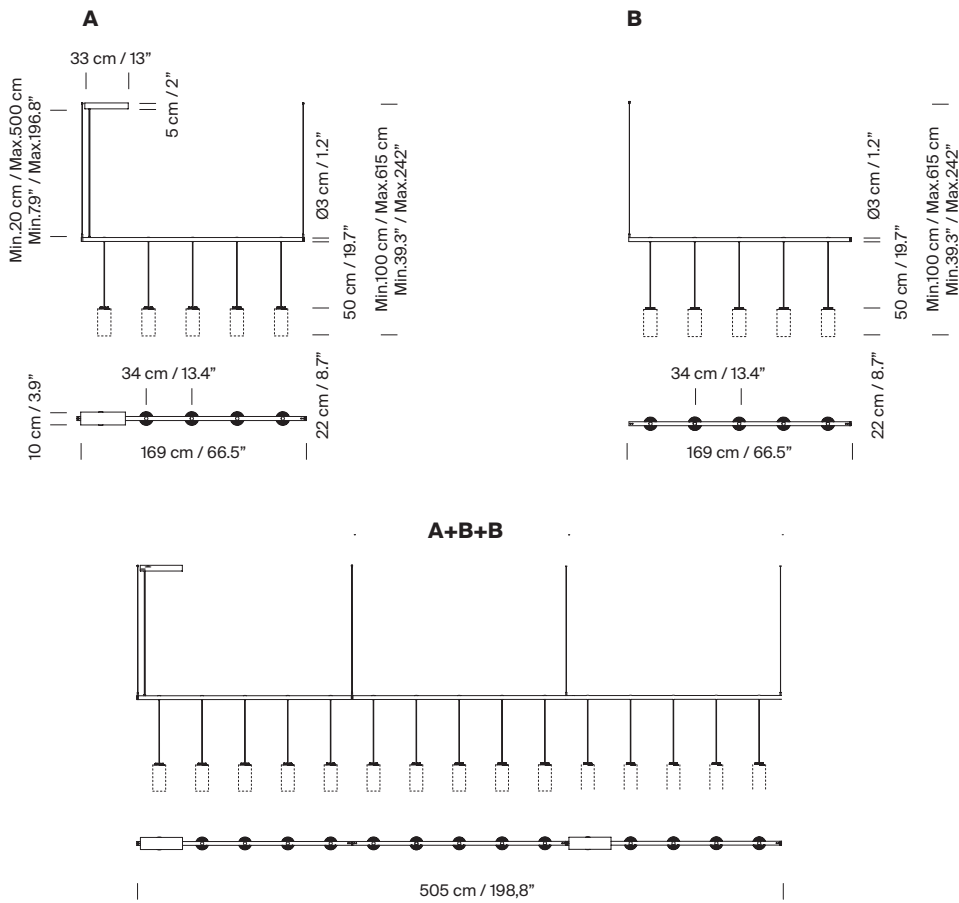 A
33 cm / 13”
5 cm / 2”
Min.20 cm / Max.500 cm
Min.7.9” / Max.196.8”
Ø3 cm / 1.2”
50 cm / 19.7”
Min.100 cm / Max.615 cm
Min.39.3” / Max.242”
34 cm / 13.4”
22 cm / 8.7”
10 cm / 3.9”
169 cm / 66.5”
B
Ø3 cm / 1.2”
50 cm / 19.7”
Min.100 cm / Max.615 cm
Min.39.3” / Max.242”
34 cm / 13.4”
22 cm / 8.7”
169 cm / 66.5”
A+B+B
505 cm / 198,8”